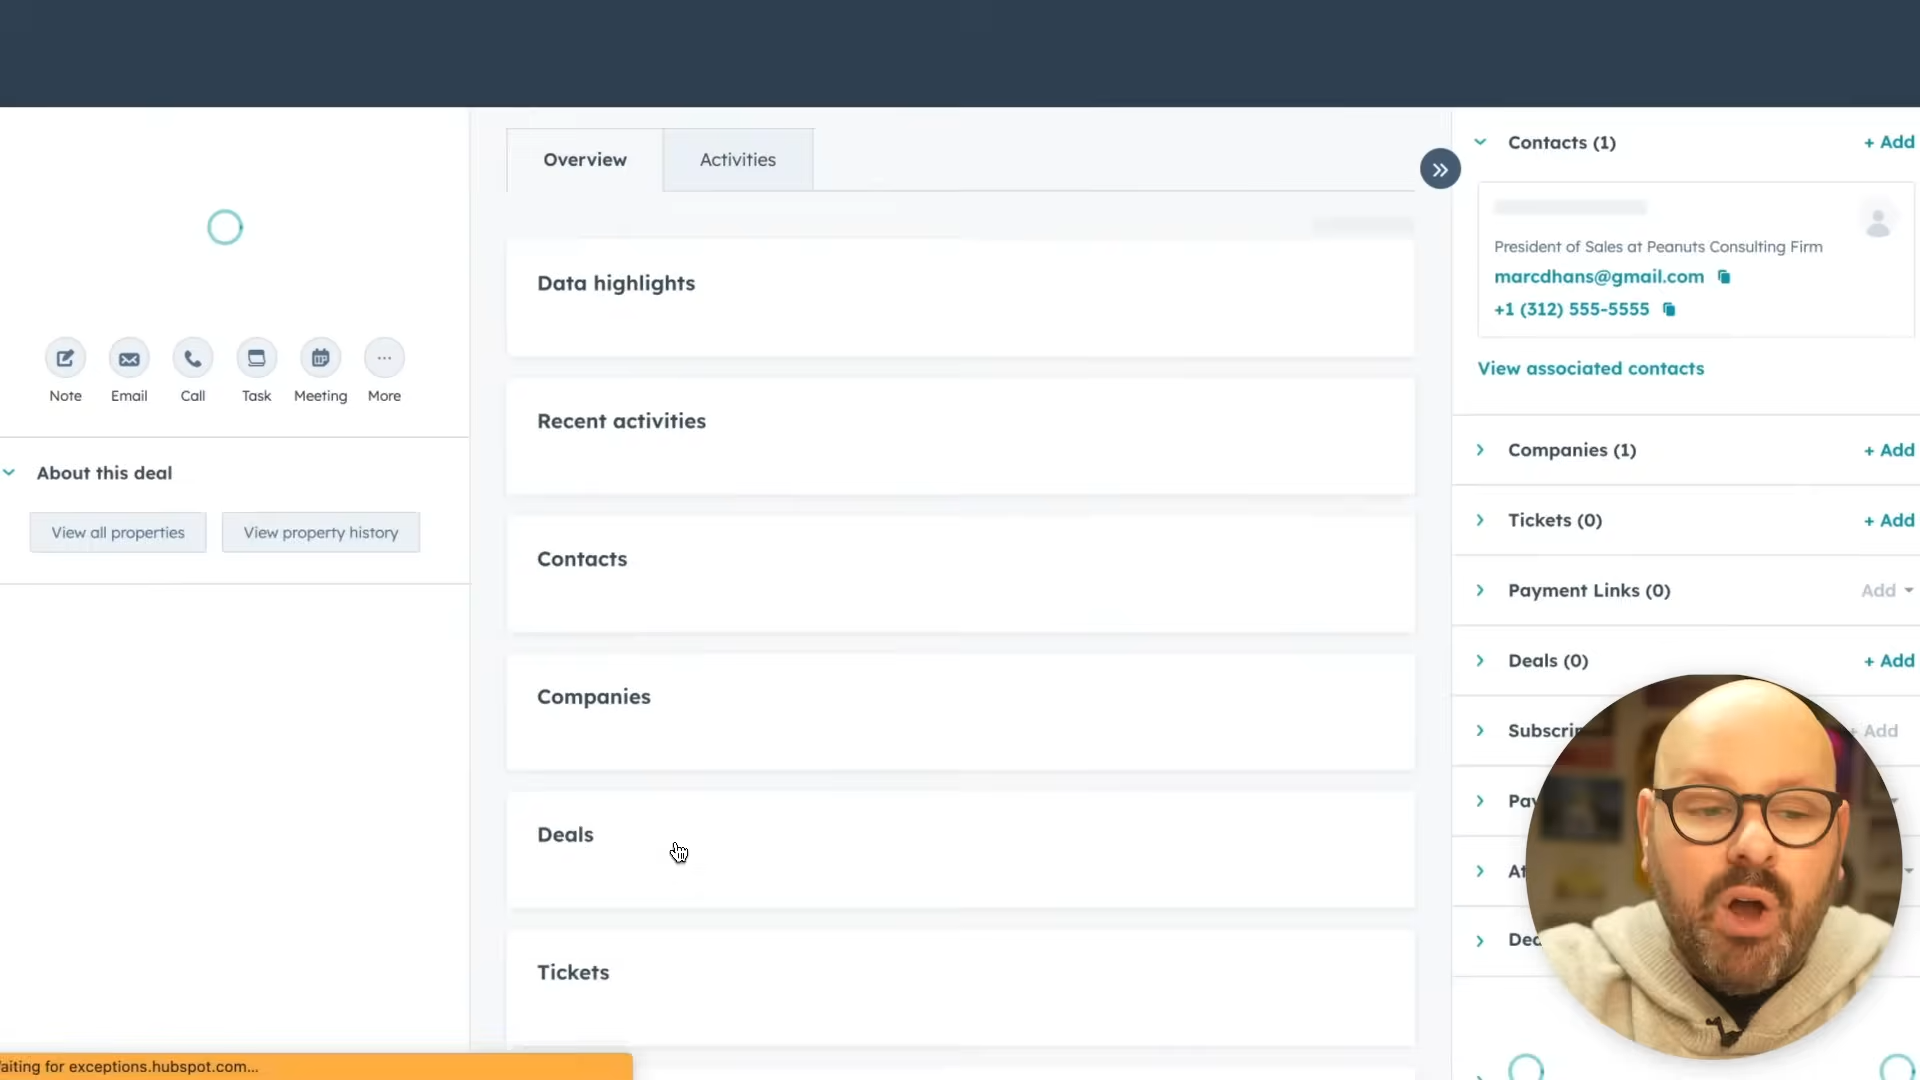 Overview
Activities
Data highlights
Recent activities
Contacts
Companies
Deals
Tickets
Note
Email
Call
Task
Meeting
More
About this deal
View all properties
View property history
Contacts (1)
+ Add
President of Sales at Peanuts Consulting Firm
marcdhans@gmail.com
+1 (312) 555-5555
View associated contacts
Companies (1)
+ Add
Tickets (0)
+ Add
Payment Links (0)
Add
Deals (0)
+ Add
Subscri
Add
Pay
At
Dea
aiting for exceptions.hubspot.com...